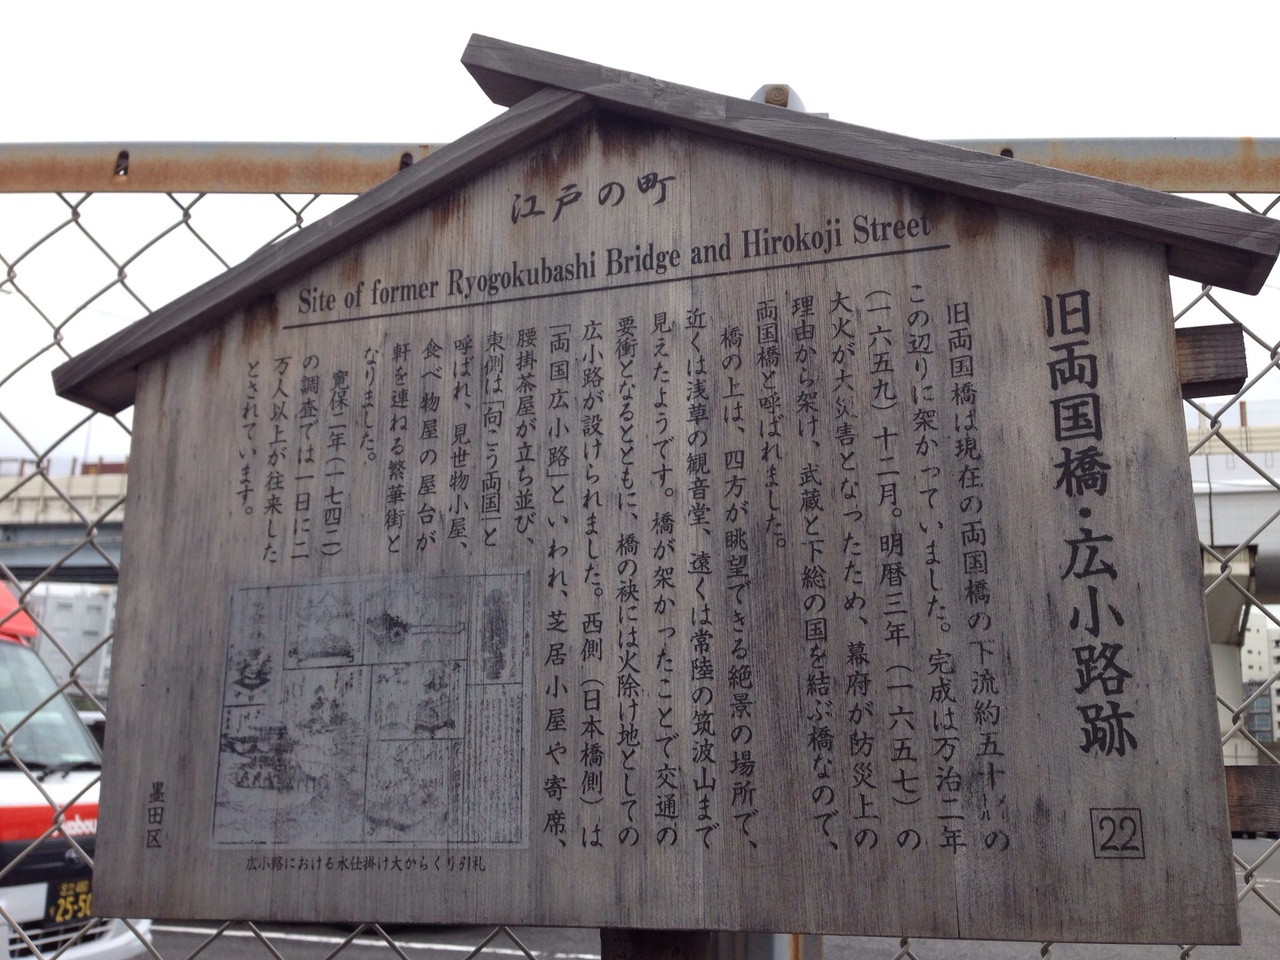 江戸の町
Site of former Ryogokubashi Bridge and Hirokoji Street
旧両国橋・広小路跡
22
旧両国橋は現在の両国橋の下流約五十㍍の
この辺りに架かっていました。完成は万治二年
(一六五九)十二月。明暦三年(一六五七)の
大火が大災害となったため、幕府が防災上の
理由から架け、武蔵と下総の国を結ぶ橋なので、
両国橋と呼ばれました。
橋の上は、四方が眺望できる絶景の場所で、
近くは浅草の観音堂、遠くは常陸の筑波山まで
見えたようです。橋が架かったことで交通の
要衝となるとともに、橋の袂には火除け地としての
広小路が設けられました。西側(日本橋側)は
「両国広小路」といわれ、芝居小屋や寄席、
腰掛茶屋が立ち並び、
東側は「向こう両国」と
呼ばれ、見世物小屋、
食べ物屋の屋台が
軒を連ねる繁華街と
なりました。
寛保二年(一七四二)
の調査では一日に二
万人以上が往来した
とされています。
広小路における水仕掛け大からくり引札
墨田区
25-50